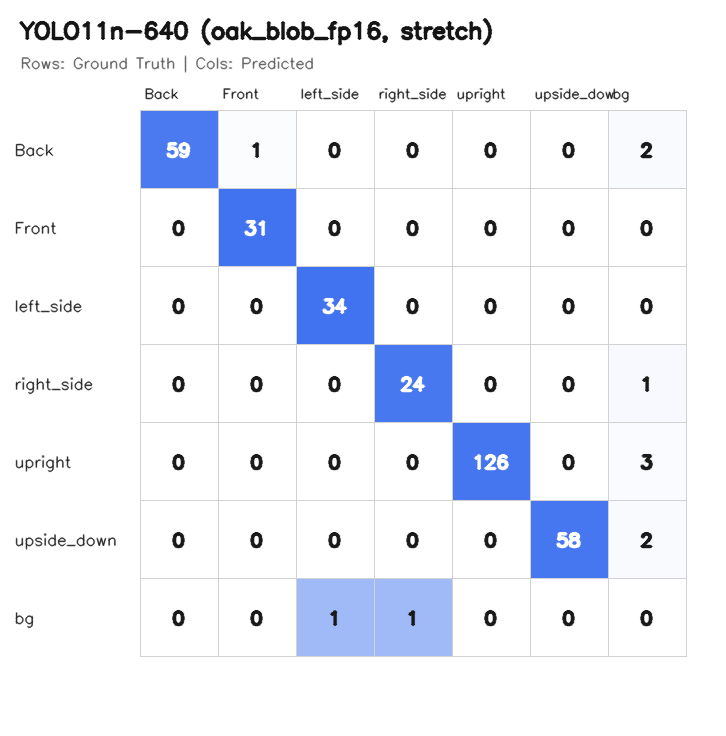 YOLO11n-640 (oak_blob_fp16, stretch)
Rows: Ground Truth | Cols: Predicted
Back Front left_side right_side upright upside_dowbg
Back 59 1 0 0 0 0 2
Front 0 31 0 0 0 0 0
left_side 0 0 34 0 0 0 0
right_side 0 0 0 24 0 0 1
upright 0 0 0 0 126 0 3
upside_down 0 0 0 0 0 58 2
bg 0 0 1 1 0 0 0